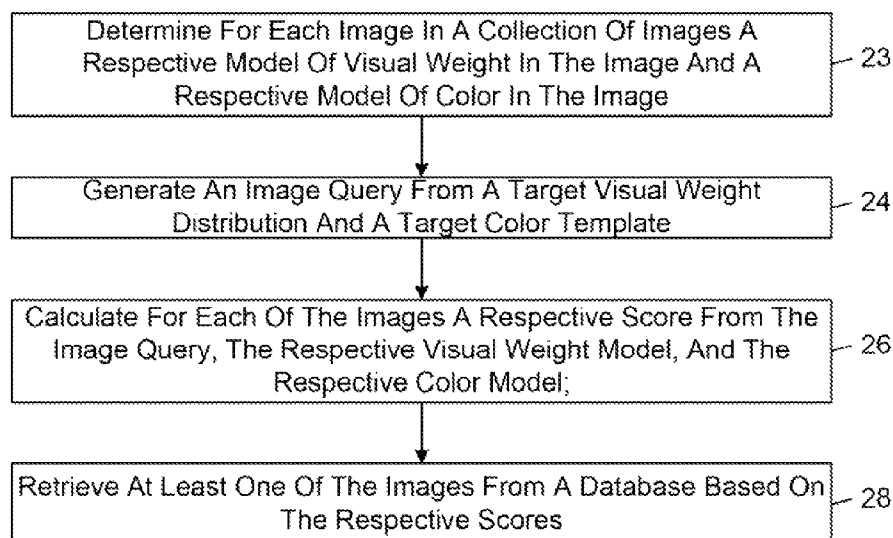 Determine For Each Image In A Collection Of Images A
Respective Model Of Visual Weight In The Image And A
Respective Model Of Color In The Image
23
Generate An Image Query From A Target Visual Weight
Distribution And A Target Color Template
24
Calculate For Each Of The Images A Respective Score From The
Image Query, The Respective Visual Weight Model, And The
Respective Color Model;
26
Retrieve At Least One Of The Images From A Database Based On
The Respective Scores
28